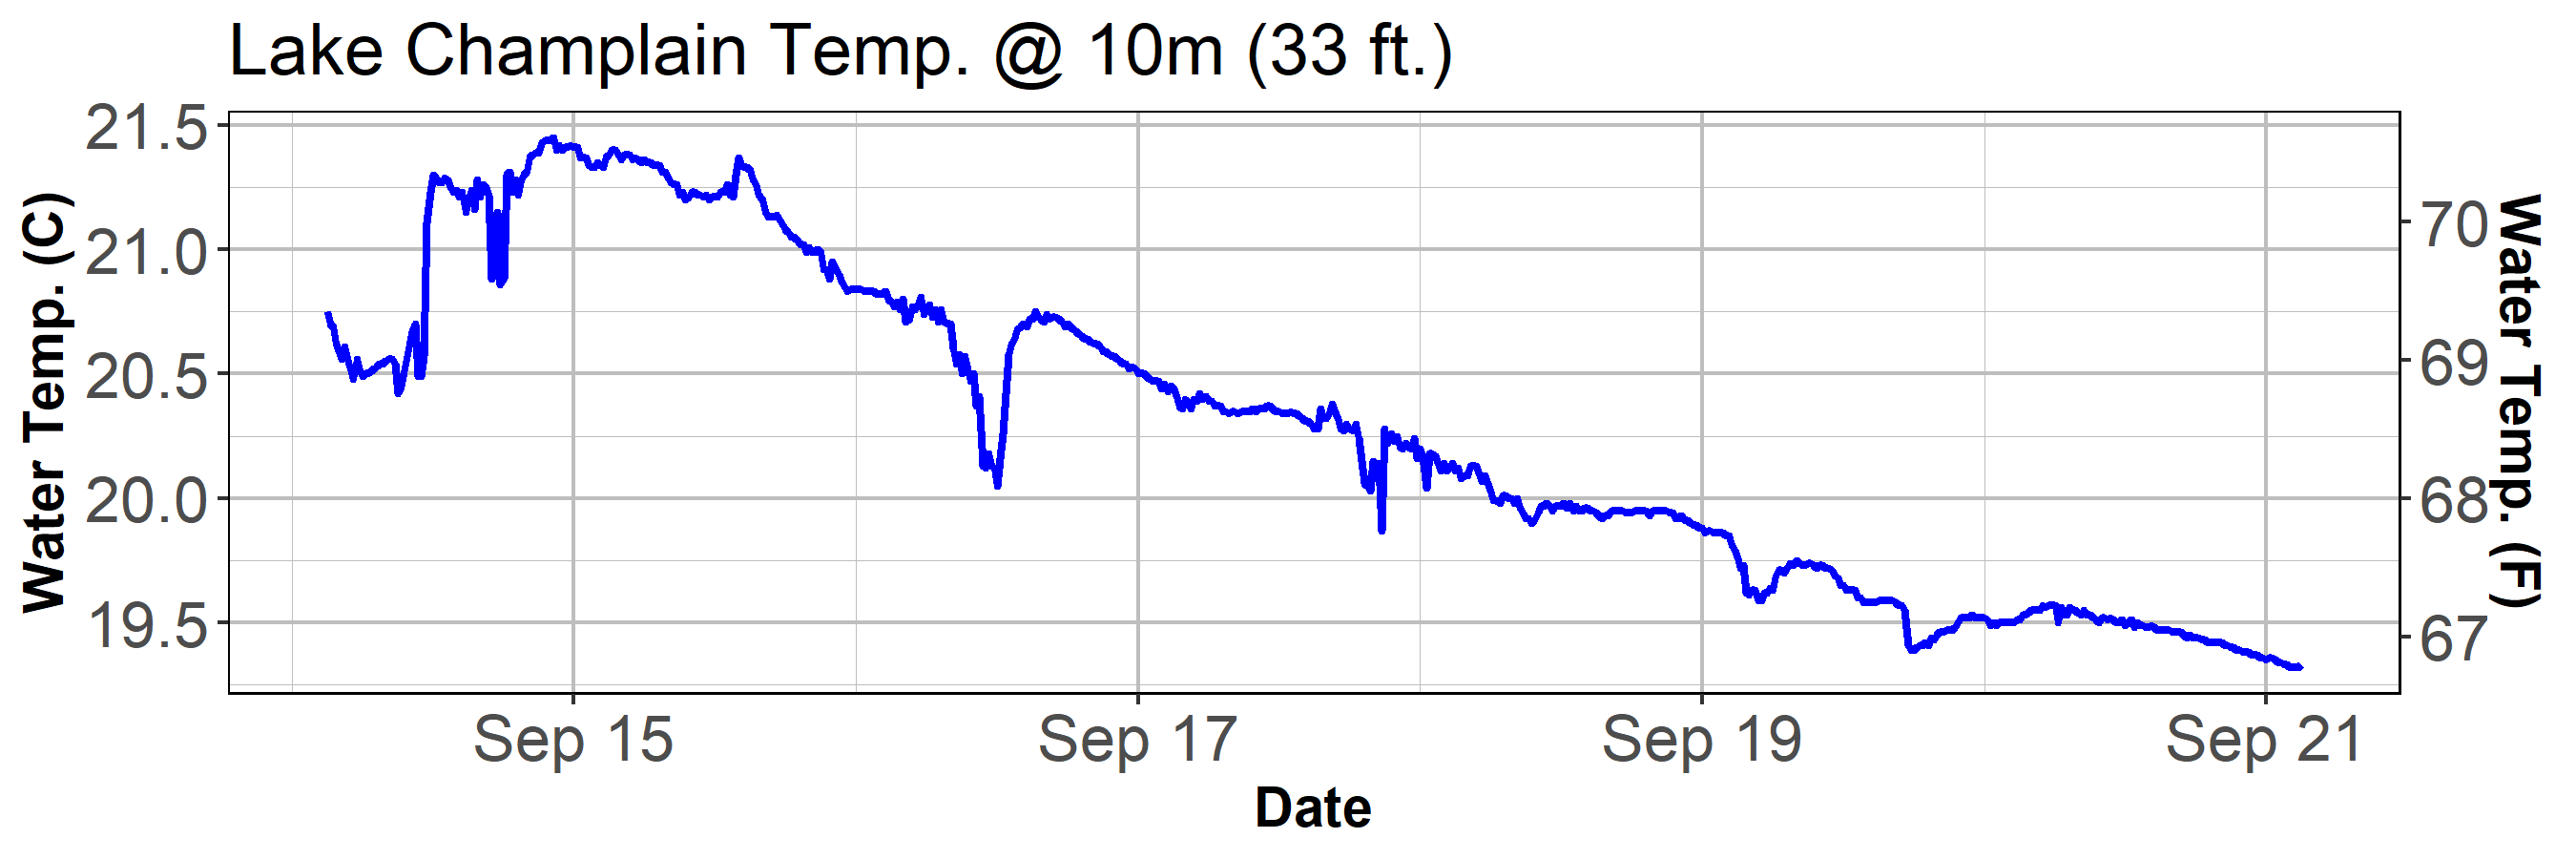 Lake Champlain Temp. @ 10m (33 ft.)
Water Temp. (C)
21.5
21.0
20.5
20.0
19.5
70
69
68
67
Water Temp. (F)
Sep 15
Sep 17
Sep 19
Sep 21
Date